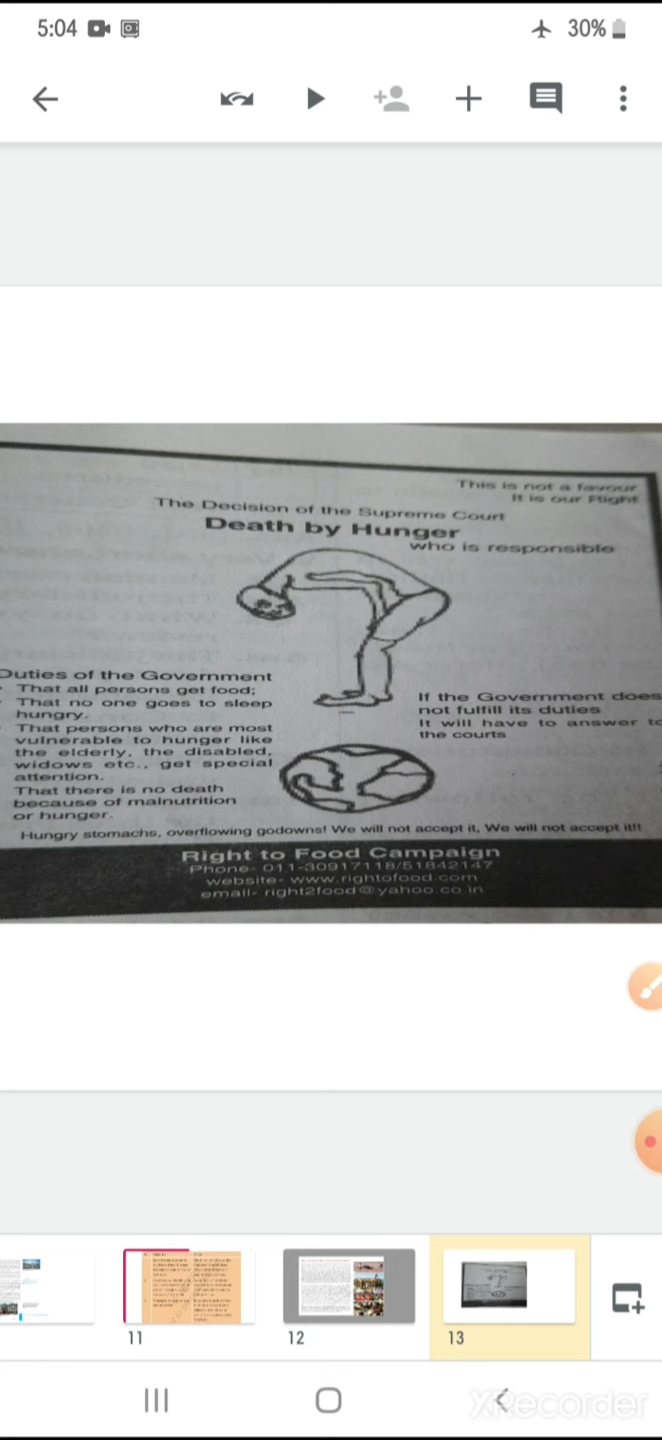 5:04
30%
This is not a favour
It is our Right
The Decision of the Supreme Court
Death by Hunger
who is responsible
Duties of the Government
That all persons get food;
That no one goes to sleep
hungry.
That persons who are most
vulnerable to hunger like
the elderly, the disabled,
widows etc., get special
attention.
That there is no death
because of malnutrition
or hunger.
If the Government does
not fulfill its duties
It will have to answer to
the courts
Hungry stomachs, overflowing godowns! We will not accept it, We will not accept it!!
Right to Food Campaign
Phone- 011-30917118/51842147
website- www.rightofood.com
email- right2food@yahoo.co.in
11
12
13
XRecorder